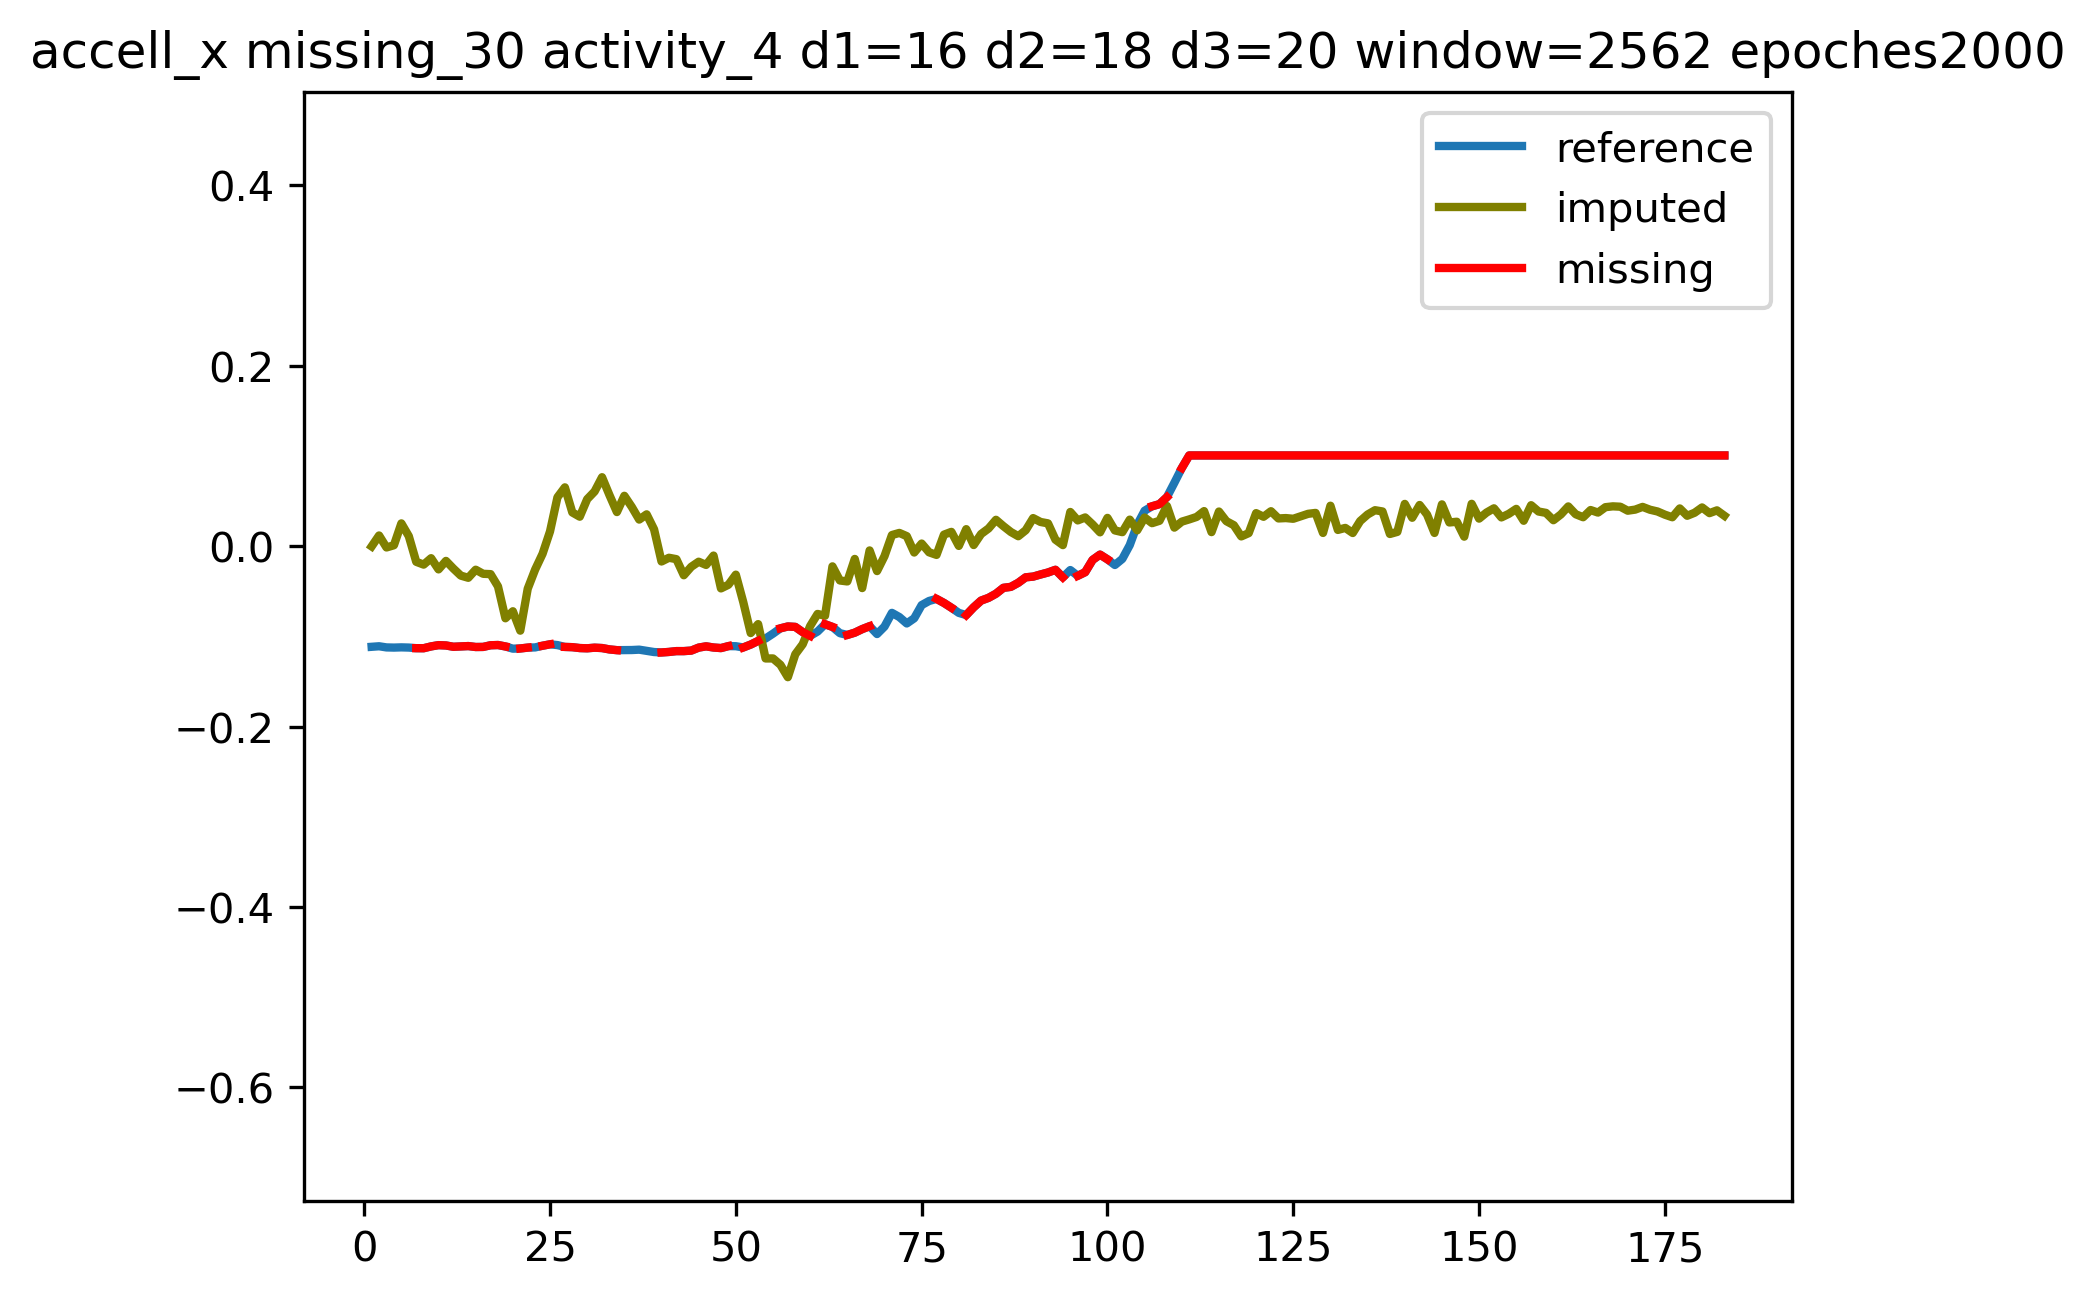 accell_x missing_30 activity_4 d1=16 d2=18 d3=20 window=2562 epoches2000
reference
imputed
missing
0.4
0.2
0.0
−0.2
−0.4
−0.6
0 25 50 75 100 125 150 175